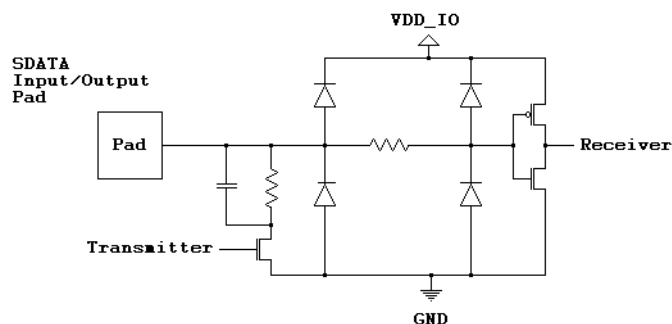 VDD_IO
SDATA
Input/Output
Pad
Pad
Receiver
Transmitter
GND